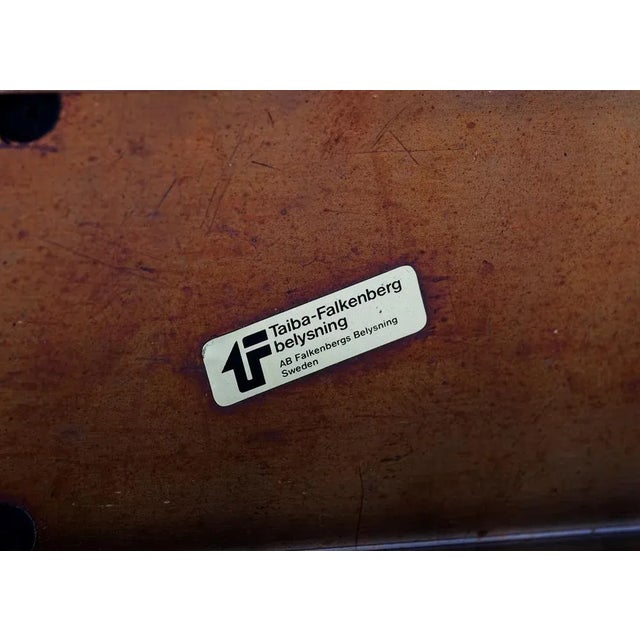 Taiba-Falkenberg
belysning
AB Falkenbergs Belysning
Sweden